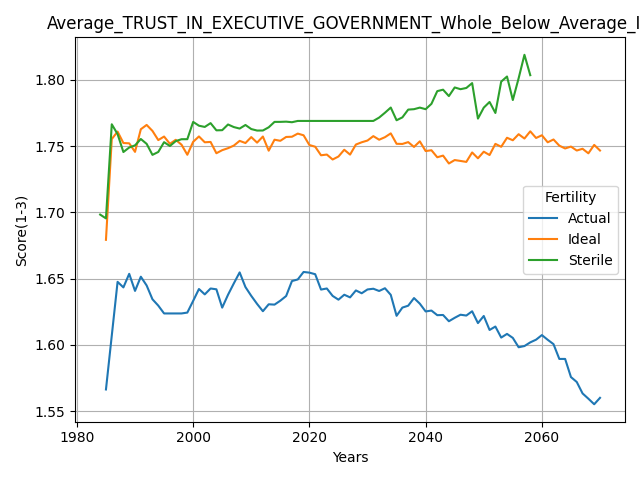 Average_TRUST_IN_EXECUTIVE_GOVERNMENT_Whole_Below_Average_I
1.80
1.75
1.70
1.65
1.60
1.55
Score(1-3)
Fertility
Actual
Ideal
Sterile
1980 2000 2020 2040 2060
Years